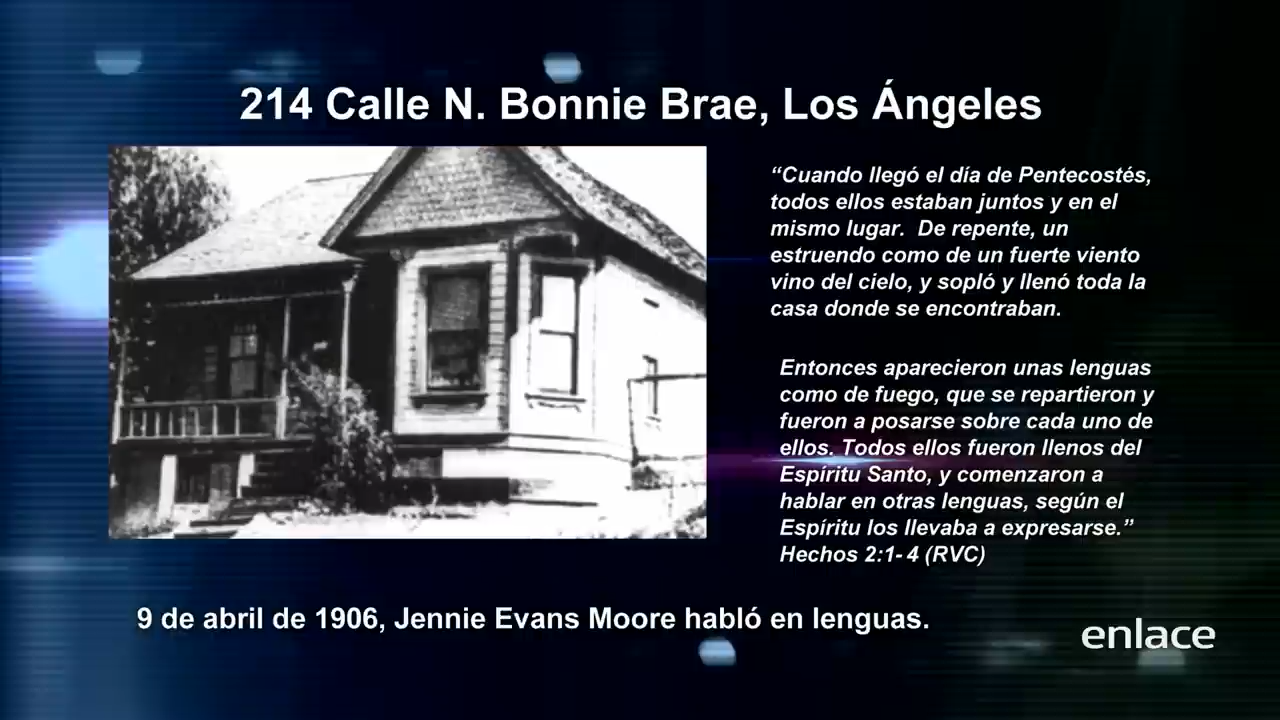 214 Calle N. Bonnie Brae, Los Ángeles
“Cuando llegó el día de Pentecostés,
todos ellos estaban juntos y en el
mismo lugar.  De repente, un
estruendo como de un fuerte viento
vino del cielo, y sopló y llenó toda la
casa donde se encontraban.
Entonces aparecieron unas lenguas
como de fuego, que se repartieron y
fueron a posarse sobre cada uno de
ellos. Todos ellos fueron llenos del
Espíritu Santo, y comenzaron a
hablar en otras lenguas, según el
Espíritu los llevaba a expresarse.”
Hechos 2:1- 4 (RVC)
9 de abril de 1906, Jennie Evans Moore habló en lenguas.
enlace